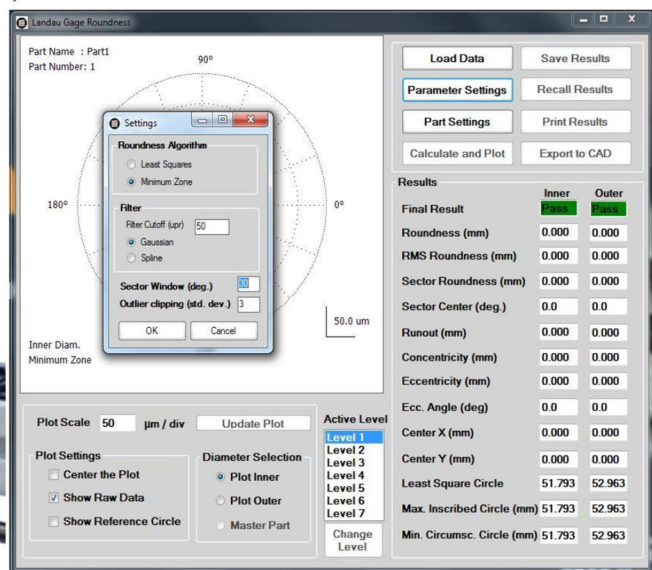 Landau Gage Roundness
Part Name : Part1
Part Number: 1
90º
180º
0º
50.0 um
Inner Diam.
Minimum Zone
Settings
Roundness Algorithm
Least Squares
Minimum Zone
Filter
Filter Cutoff (upr) 50
Gaussian
Spline
Sector Window (deg.) 30
Outlier clipping (std. dev.) 3
OK Cancel
Load Data Save Results
Parameter Settings Recall Results
Part Settings Print Results
Calculate and Plot Export to CAD
Results
Inner Outer
Final Result Pass Pass
Roundness (mm) 0.000 0.000
RMS Roundness (mm) 0.000 0.000
Sector Roundness (mm) 0.000 0.000
Sector Center (deg.) 0.0 0.0
Runout (mm) 0.000 0.000
Concentricity (mm) 0.000 0.000
Eccentricity (mm) 0.000 0.000
Ecc. Angle (deg) 0.0 0.0
Center X (mm) 0.000 0.000
Center Y (mm) 0.000 0.000
Least Square Circle 51.793 52.963
Max. Inscribed Circle (mm) 51.793 52.963
Min. Circumsc. Circle (mm) 51.793 52.963
Plot Scale 50 µm / div Update Plot
Plot Settings
Center the Plot
Show Raw Data
Show Reference Circle
Diameter Selection
Plot Inner
Plot Outer
Master Part
Active Level
Level 1
Level 2
Level 3
Level 4
Level 5
Level 6
Level 7
Change
Level